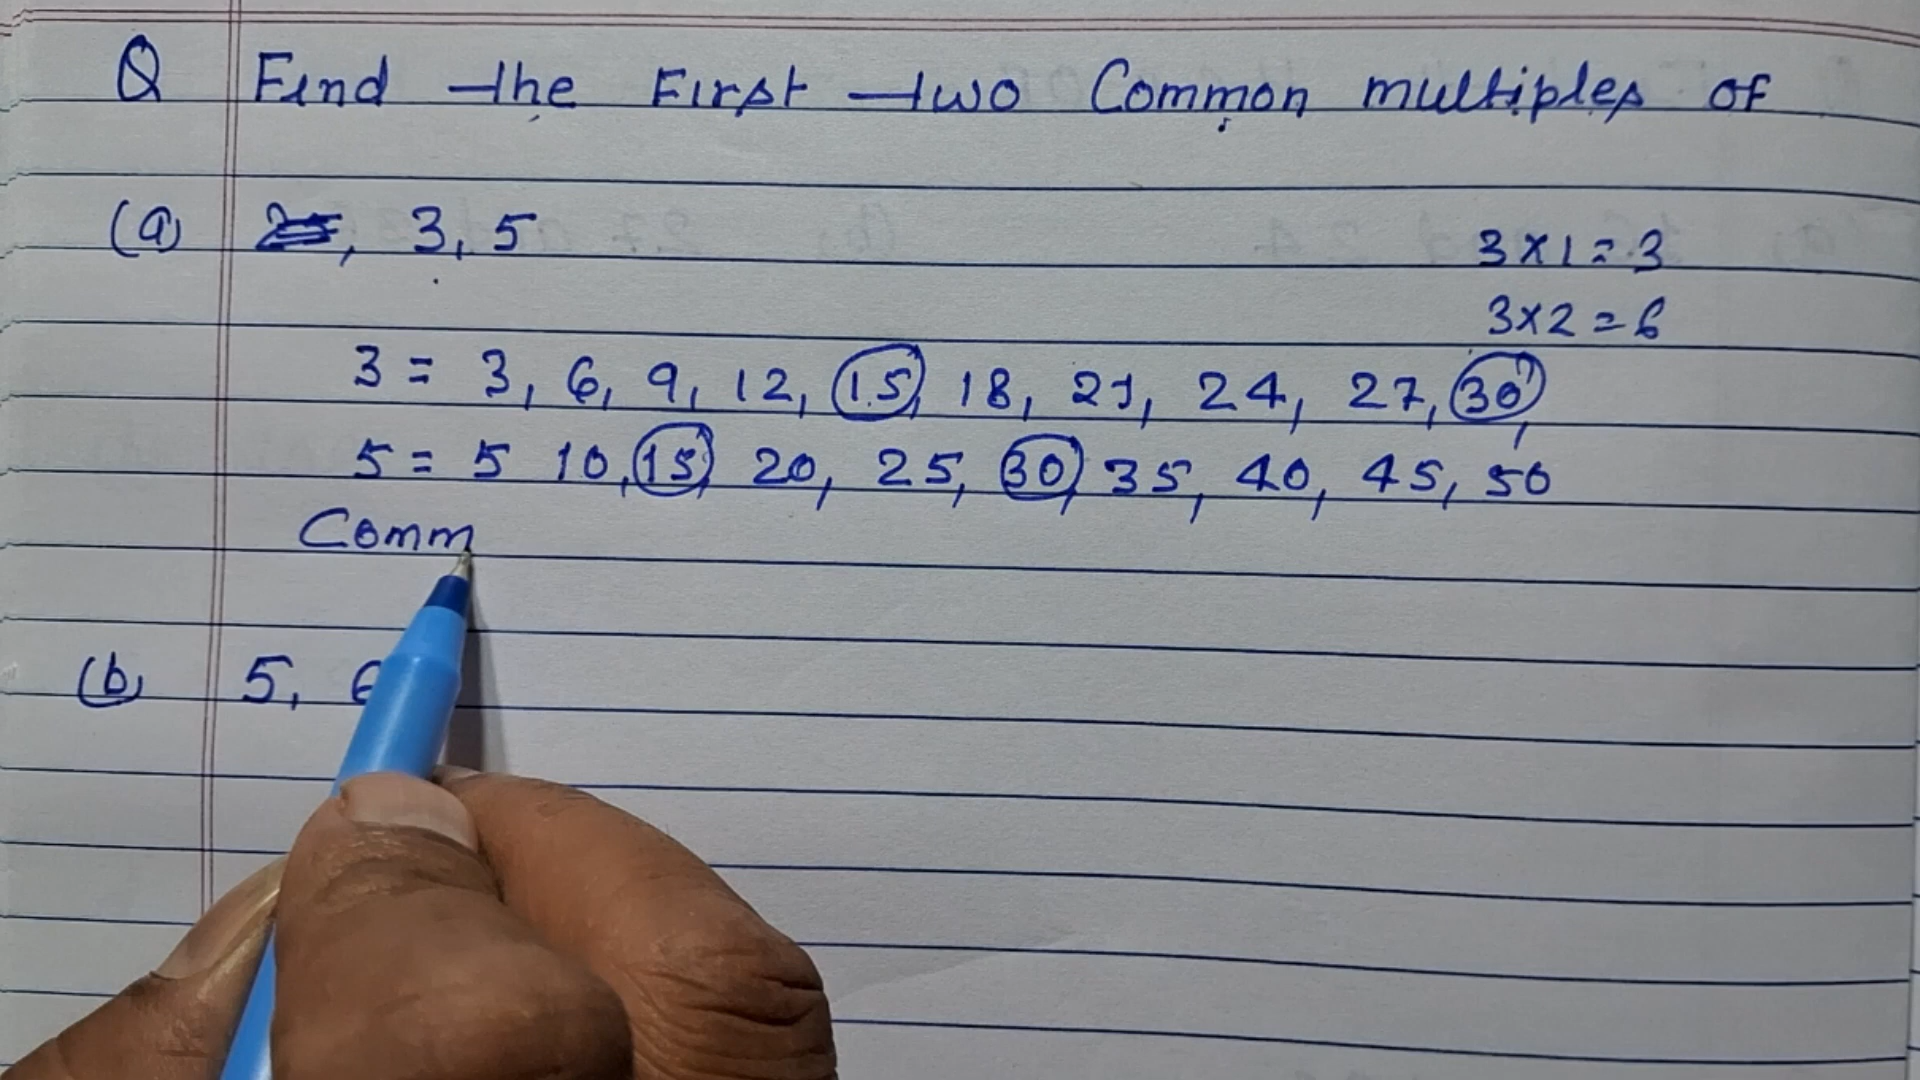 Q Find the First two Common multiples of
(a) , 3, 5
3×1=3
3×2=6
3 = 3, 6, 9, 12, 15, 18, 21, 24, 27, 30,
5 = 5 10, 15, 20, 25, 30, 35, 40, 45, 50
Comm
(b) 5, 6